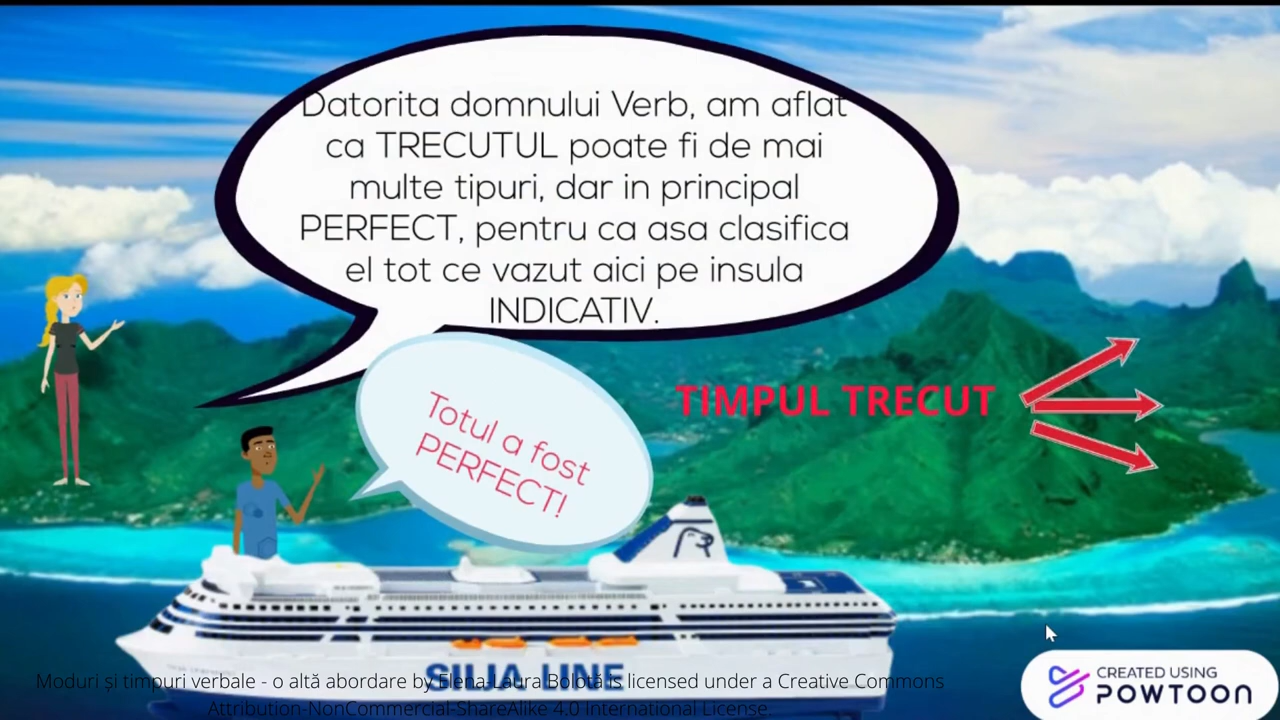 Datorita domnului Verb, am aflat
ca TRECUTUL poate fi de mai
multe tipuri, dar in principal
PERFECT, pentru ca asa clasifica
el tot ce vazut aici pe insula
INDICATIV.
Totul a fost
PERFECT!
TIMPUL TRECUT
SILJA LINE
Moduri și timpuri verbale - o altă abordare by Elena-Laura Bolotă is licensed under a Creative Commons
Attribution-NonCommercial-ShareAlike 4.0 International License.
CREATED USING
POWTOON